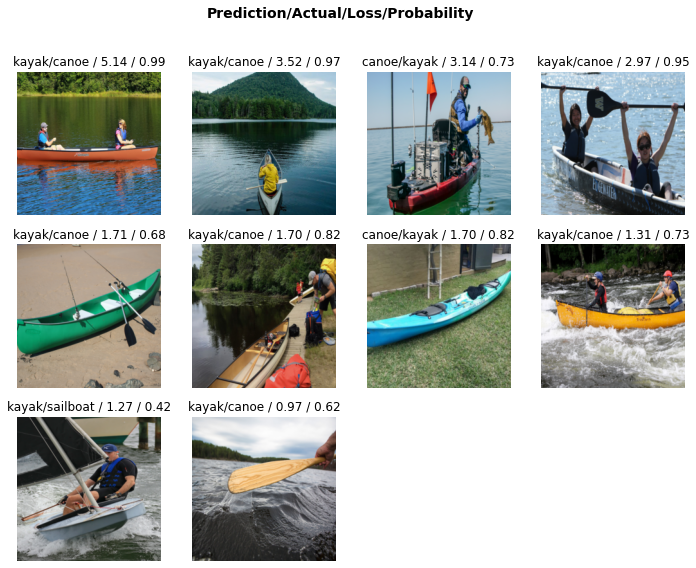 Prediction/Actual/Loss/Probability
kayak/canoe / 5.14 / 0.99
kayak/canoe / 3.52 / 0.97
canoe/kayak / 3.14 / 0.73
kayak/canoe / 2.97 / 0.95
kayak/canoe / 1.71 / 0.68
kayak/canoe / 1.70 / 0.82
canoe/kayak / 1.70 / 0.82
kayak/canoe / 1.31 / 0.73
kayak/sailboat / 1.27 / 0.42
kayak/canoe / 0.97 / 0.62